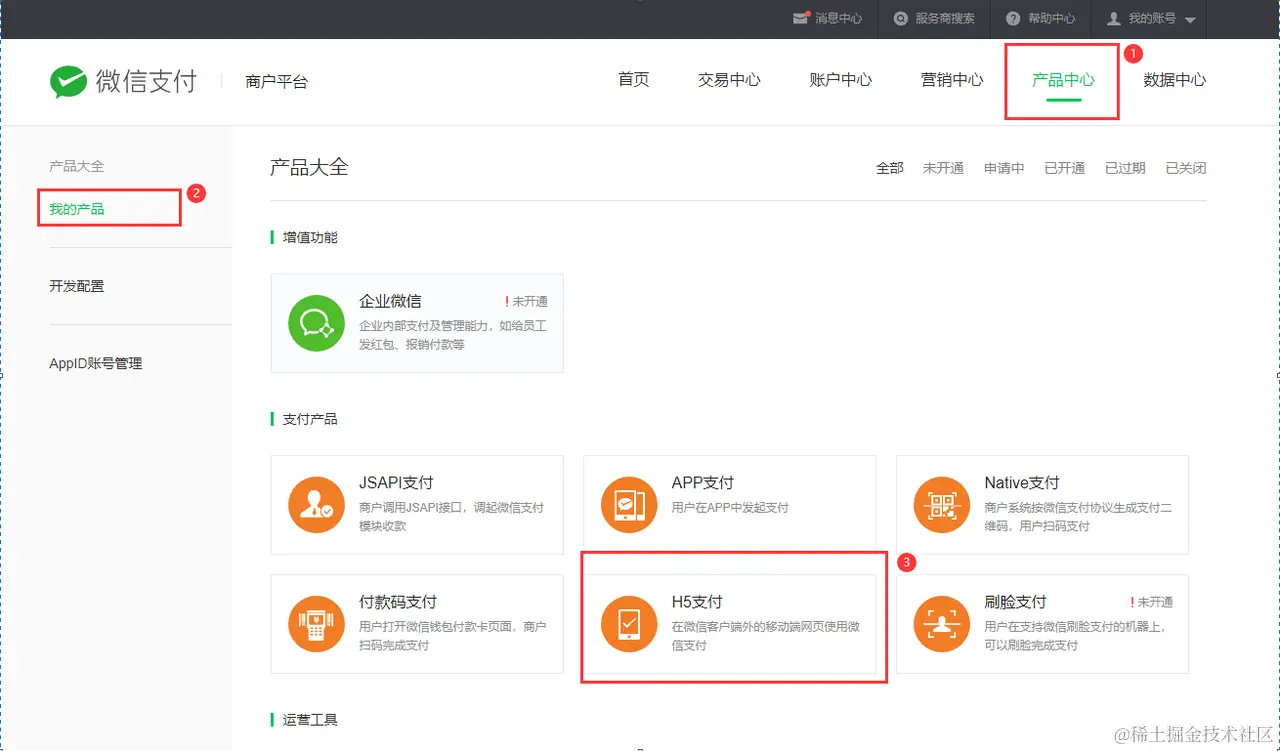 消息中心 服务商搜索 帮助中心 我的账号
微信支付 商户平台 首页 交易中心 账户中心 营销中心 产品中心 1 数据中心
产品大全
我的产品 2
开发配置
AppID账号管理
产品大全 全部 未开通 申请中 已开通 已过期 已关闭
增值功能
企业微信 ! 未开通
企业内部支付及管理能力，如给员工
发红包、报销付款等
支付产品
JSAPI支付
商户调用JSAPI接口，调起微信支付
模块收款
APP支付
用户在APP中发起支付
Native支付
商户系统按微信支付协议生成支付二
维码，用户扫码支付
付款码支付
用户打开微信钱包付款卡页面，商户
扫码完成支付
H5支付 3
在微信客户端外的移动端网页使用微
信支付
刷脸支付 ! 未开通
用户在支持微信刷脸支付的机器上，
可以刷脸完成支付
运营工具
@稀土掘金技术社区